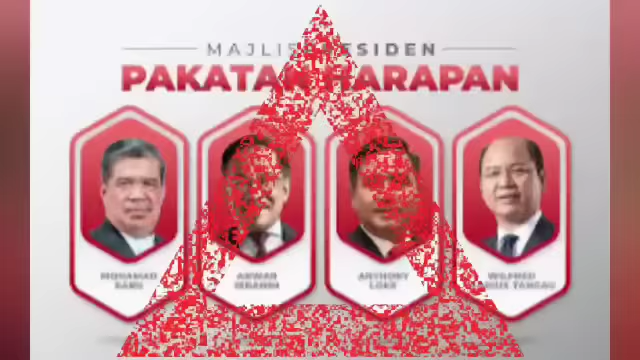 MAJLIS PRESIDEN
PAKATAN HARAPAN
MOHAMAD
SABU
ANWAR
IBRAHIM
ANTHONY
LOKE
WILFRED
MADIUS TANGAU